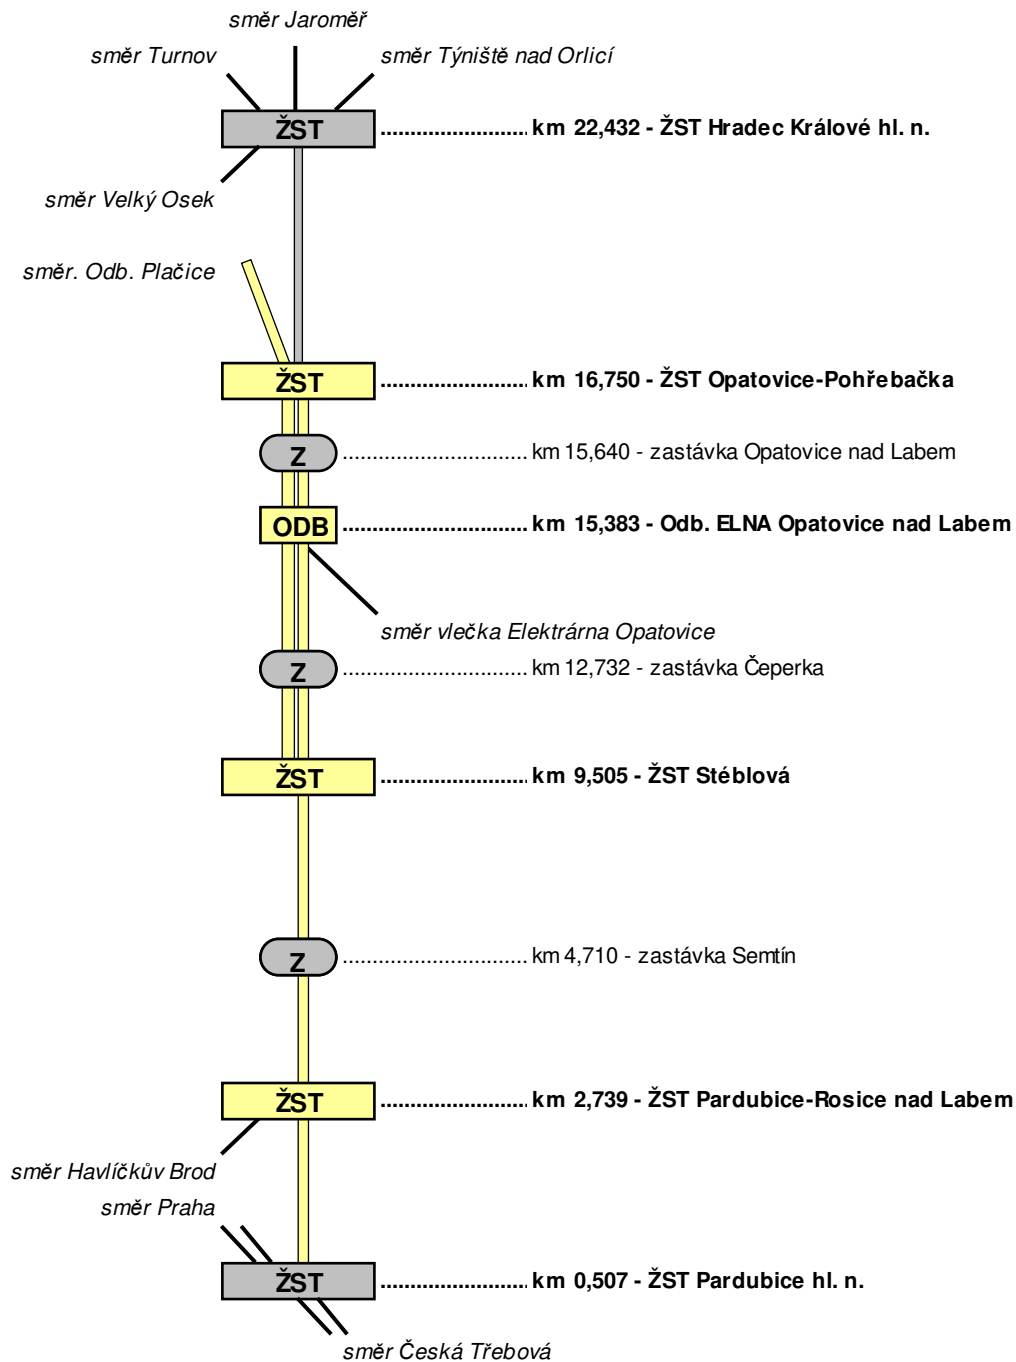 směr Jaroměř
směr Turnov
směr Týniště nad Orlicí
ŽST ........................ km 22,432 - ŽST Hradec Králové hl. n.
směr Velký Osek
směr. Odb. Plačice
ŽST ........................ km 16,750 - ŽST Opatovice-Pohřebačka
Z ............................... km 15,640 - zastávka Opatovice nad Labem
ODB ............................... km 15,383 - Odb. ELNA Opatovice nad Labem
směr vlečka Elektrárna Opatovice
Z ............................... km 12,732 - zastávka Čeperka
ŽST ........................ km 9,505 - ŽST Stéblová
Z ............................... km 4,710 - zastávka Semtín
ŽST ........................ km 2,739 - ŽST Pardubice-Rosice nad Labem
směr Havlíčkův Brod
směr Praha
ŽST ........................ km 0,507 - ŽST Pardubice hl. n.
směr Česká Třebová